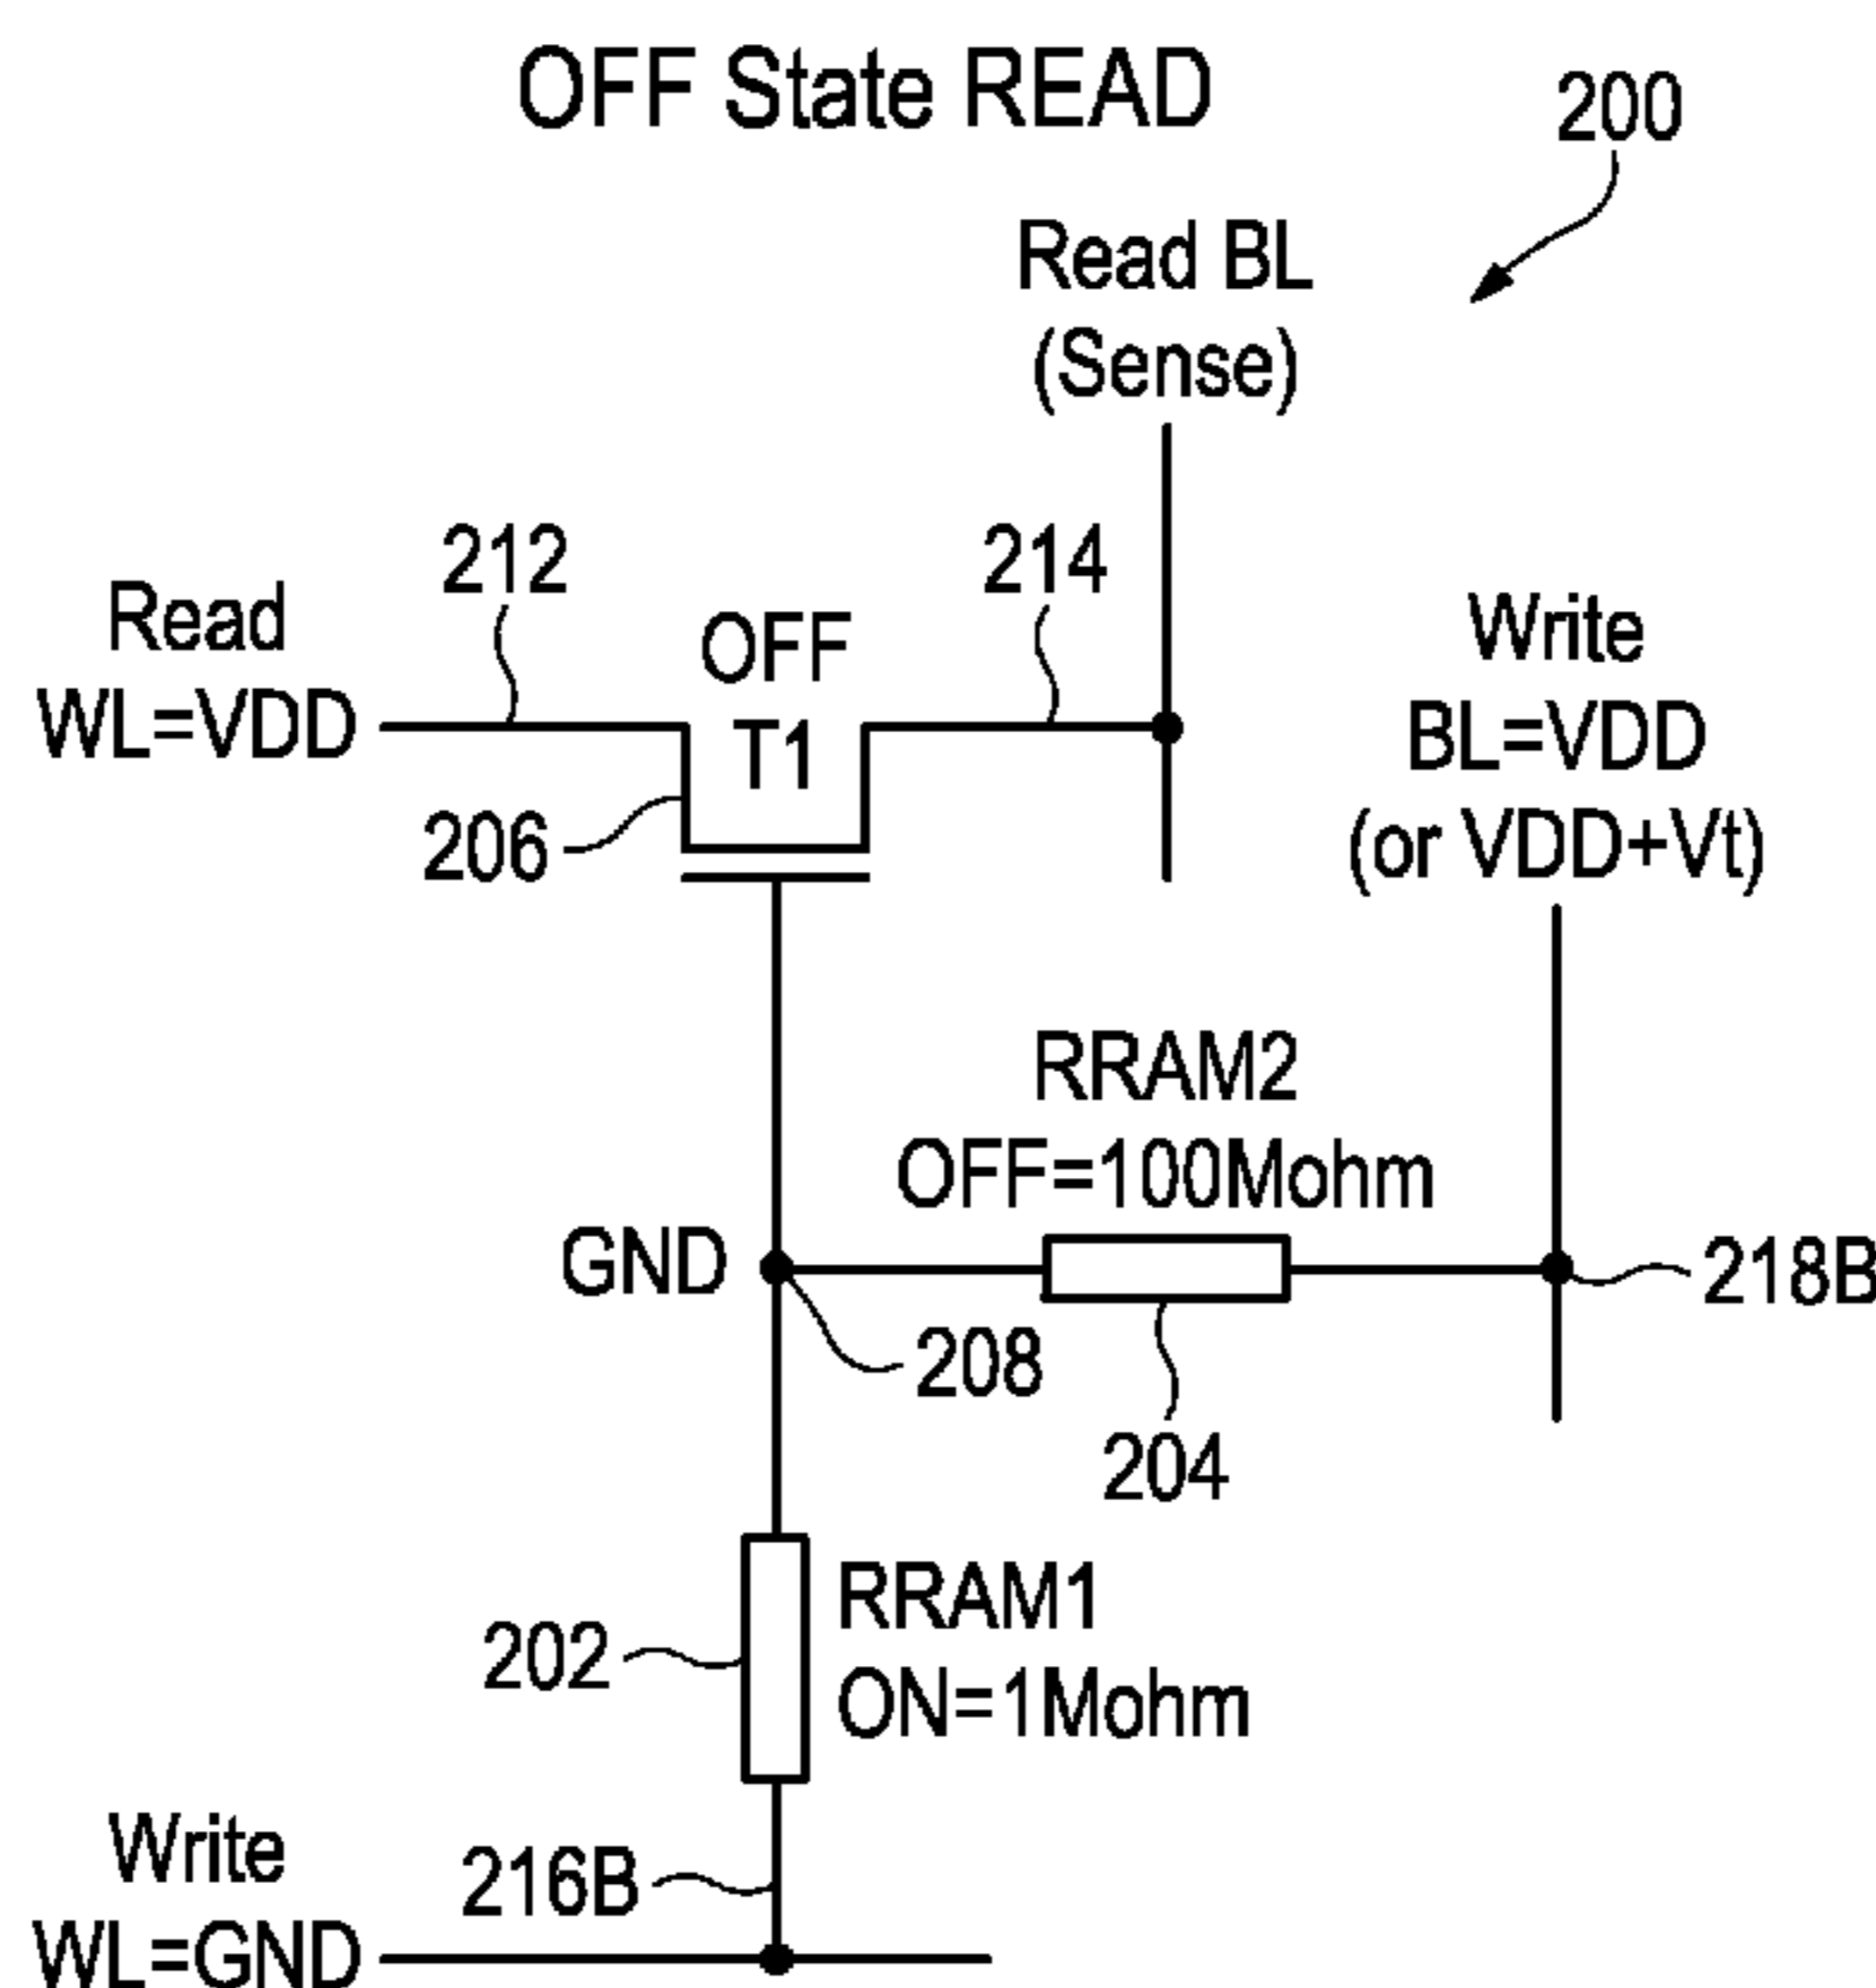 OFF State READ
200
Read BL
(Sense)
212
214
Read
WL=VDD
OFF
T1
206
Write
BL=VDD
(or VDD+Vt)
RRAM2
OFF=100Mohm
GND
218B
208
204
RRAM1
ON=1Mohm
202
Write
WL=GND
216B